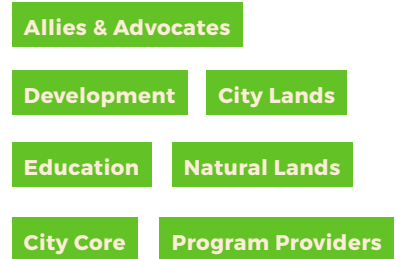 Allies & Advocates
Development City Lands
Education Natural Lands
City Core Program Providers